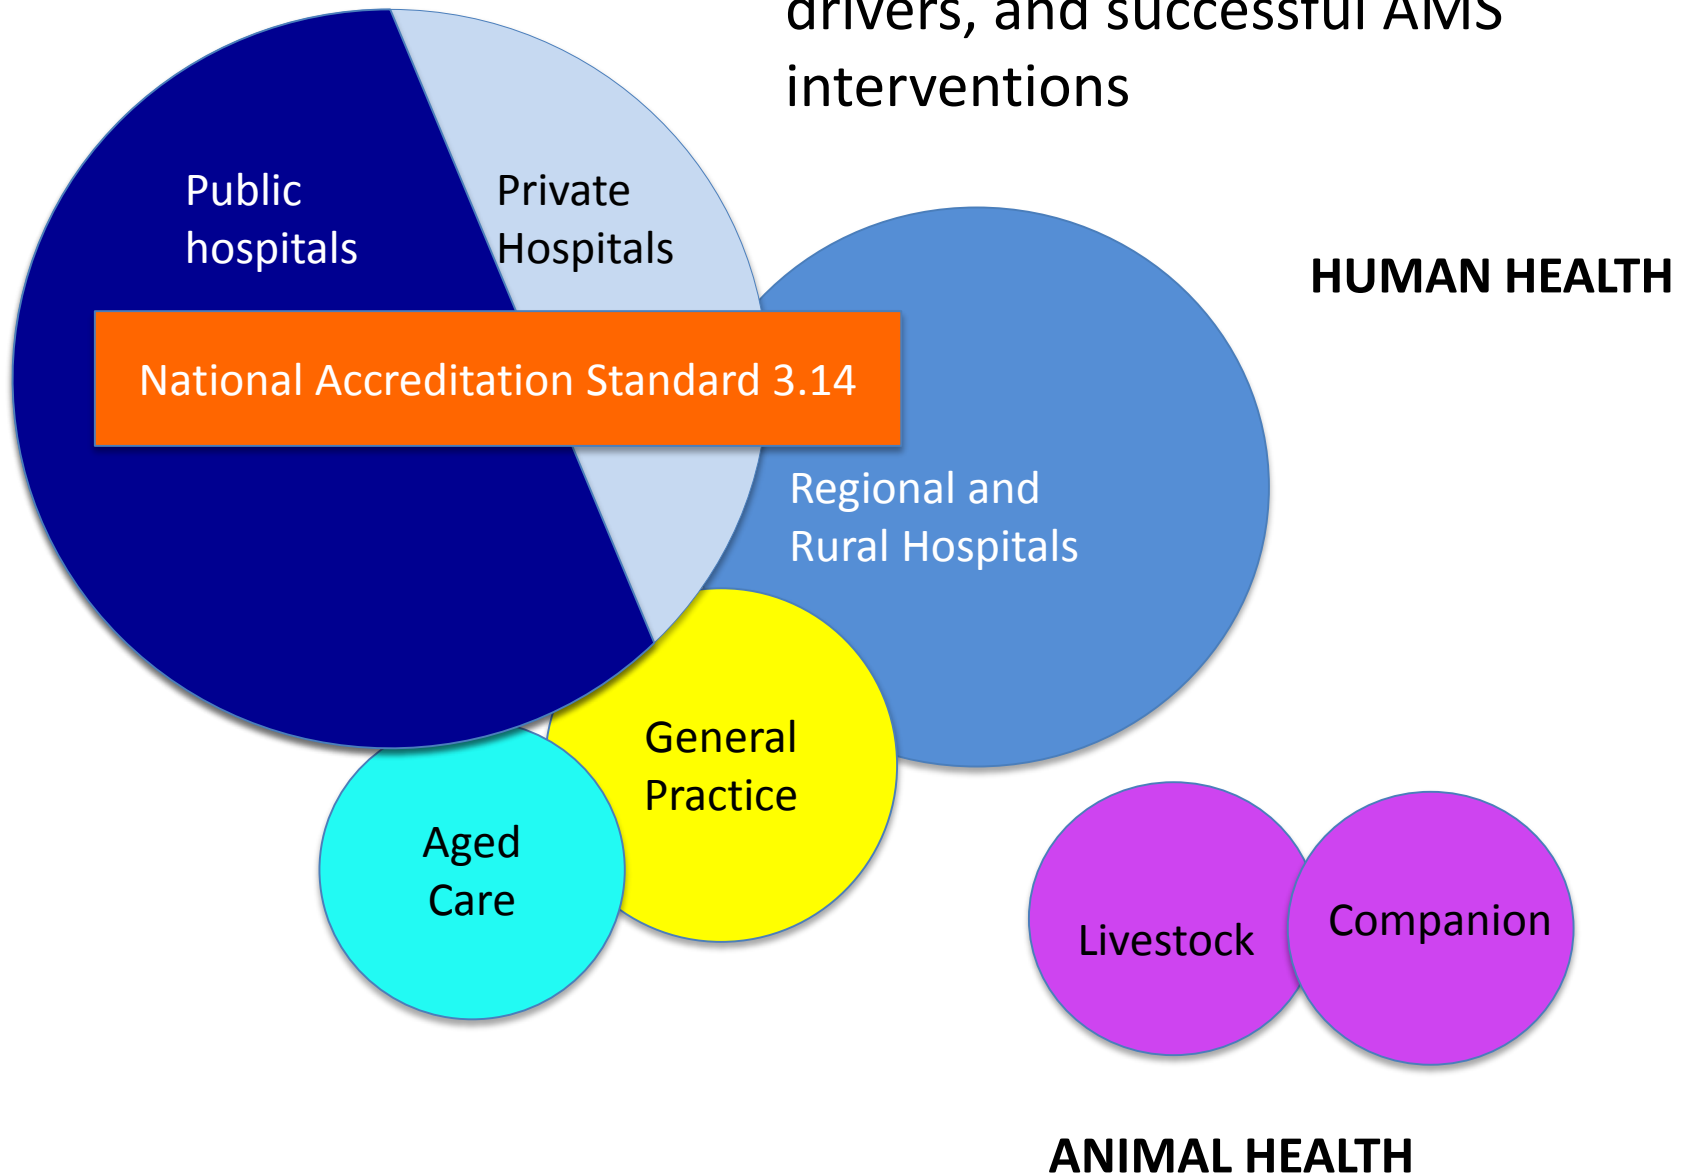 drivers, and successful AMS
interventions
Public
hospitals
Private
Hospitals
HUMAN HEALTH
National Accreditation Standard 3.14
Regional and
Rural Hospitals
General
Practice
Aged
Care
Livestock
Companion
ANIMAL HEALTH